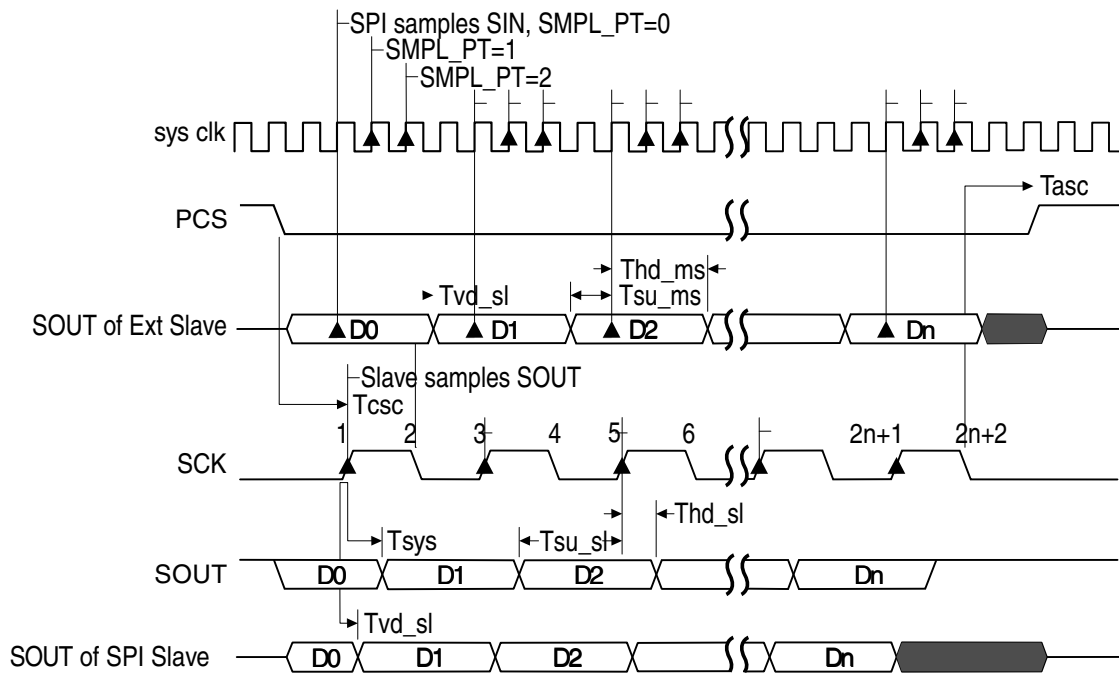 SPI samples SIN, SMPL_PT=0
SMPL_PT=1
SMPL_PT=2
sys clk
Tasc
PCS
Thd_ms
Tvd_sl
Tsu_ms
SOUT of Ext Slave
D0
D1
D2
Dn
Slave samples SOUT
Tcsc
1
2
3
4
5
6
2n+1
2n+2
SCK
Thd_sl
Tsys
Tsu_sl
SOUT
D0
D1
D2
Dn
Tvd_sl
SOUT of SPI Slave
D0
D1
D2
Dn